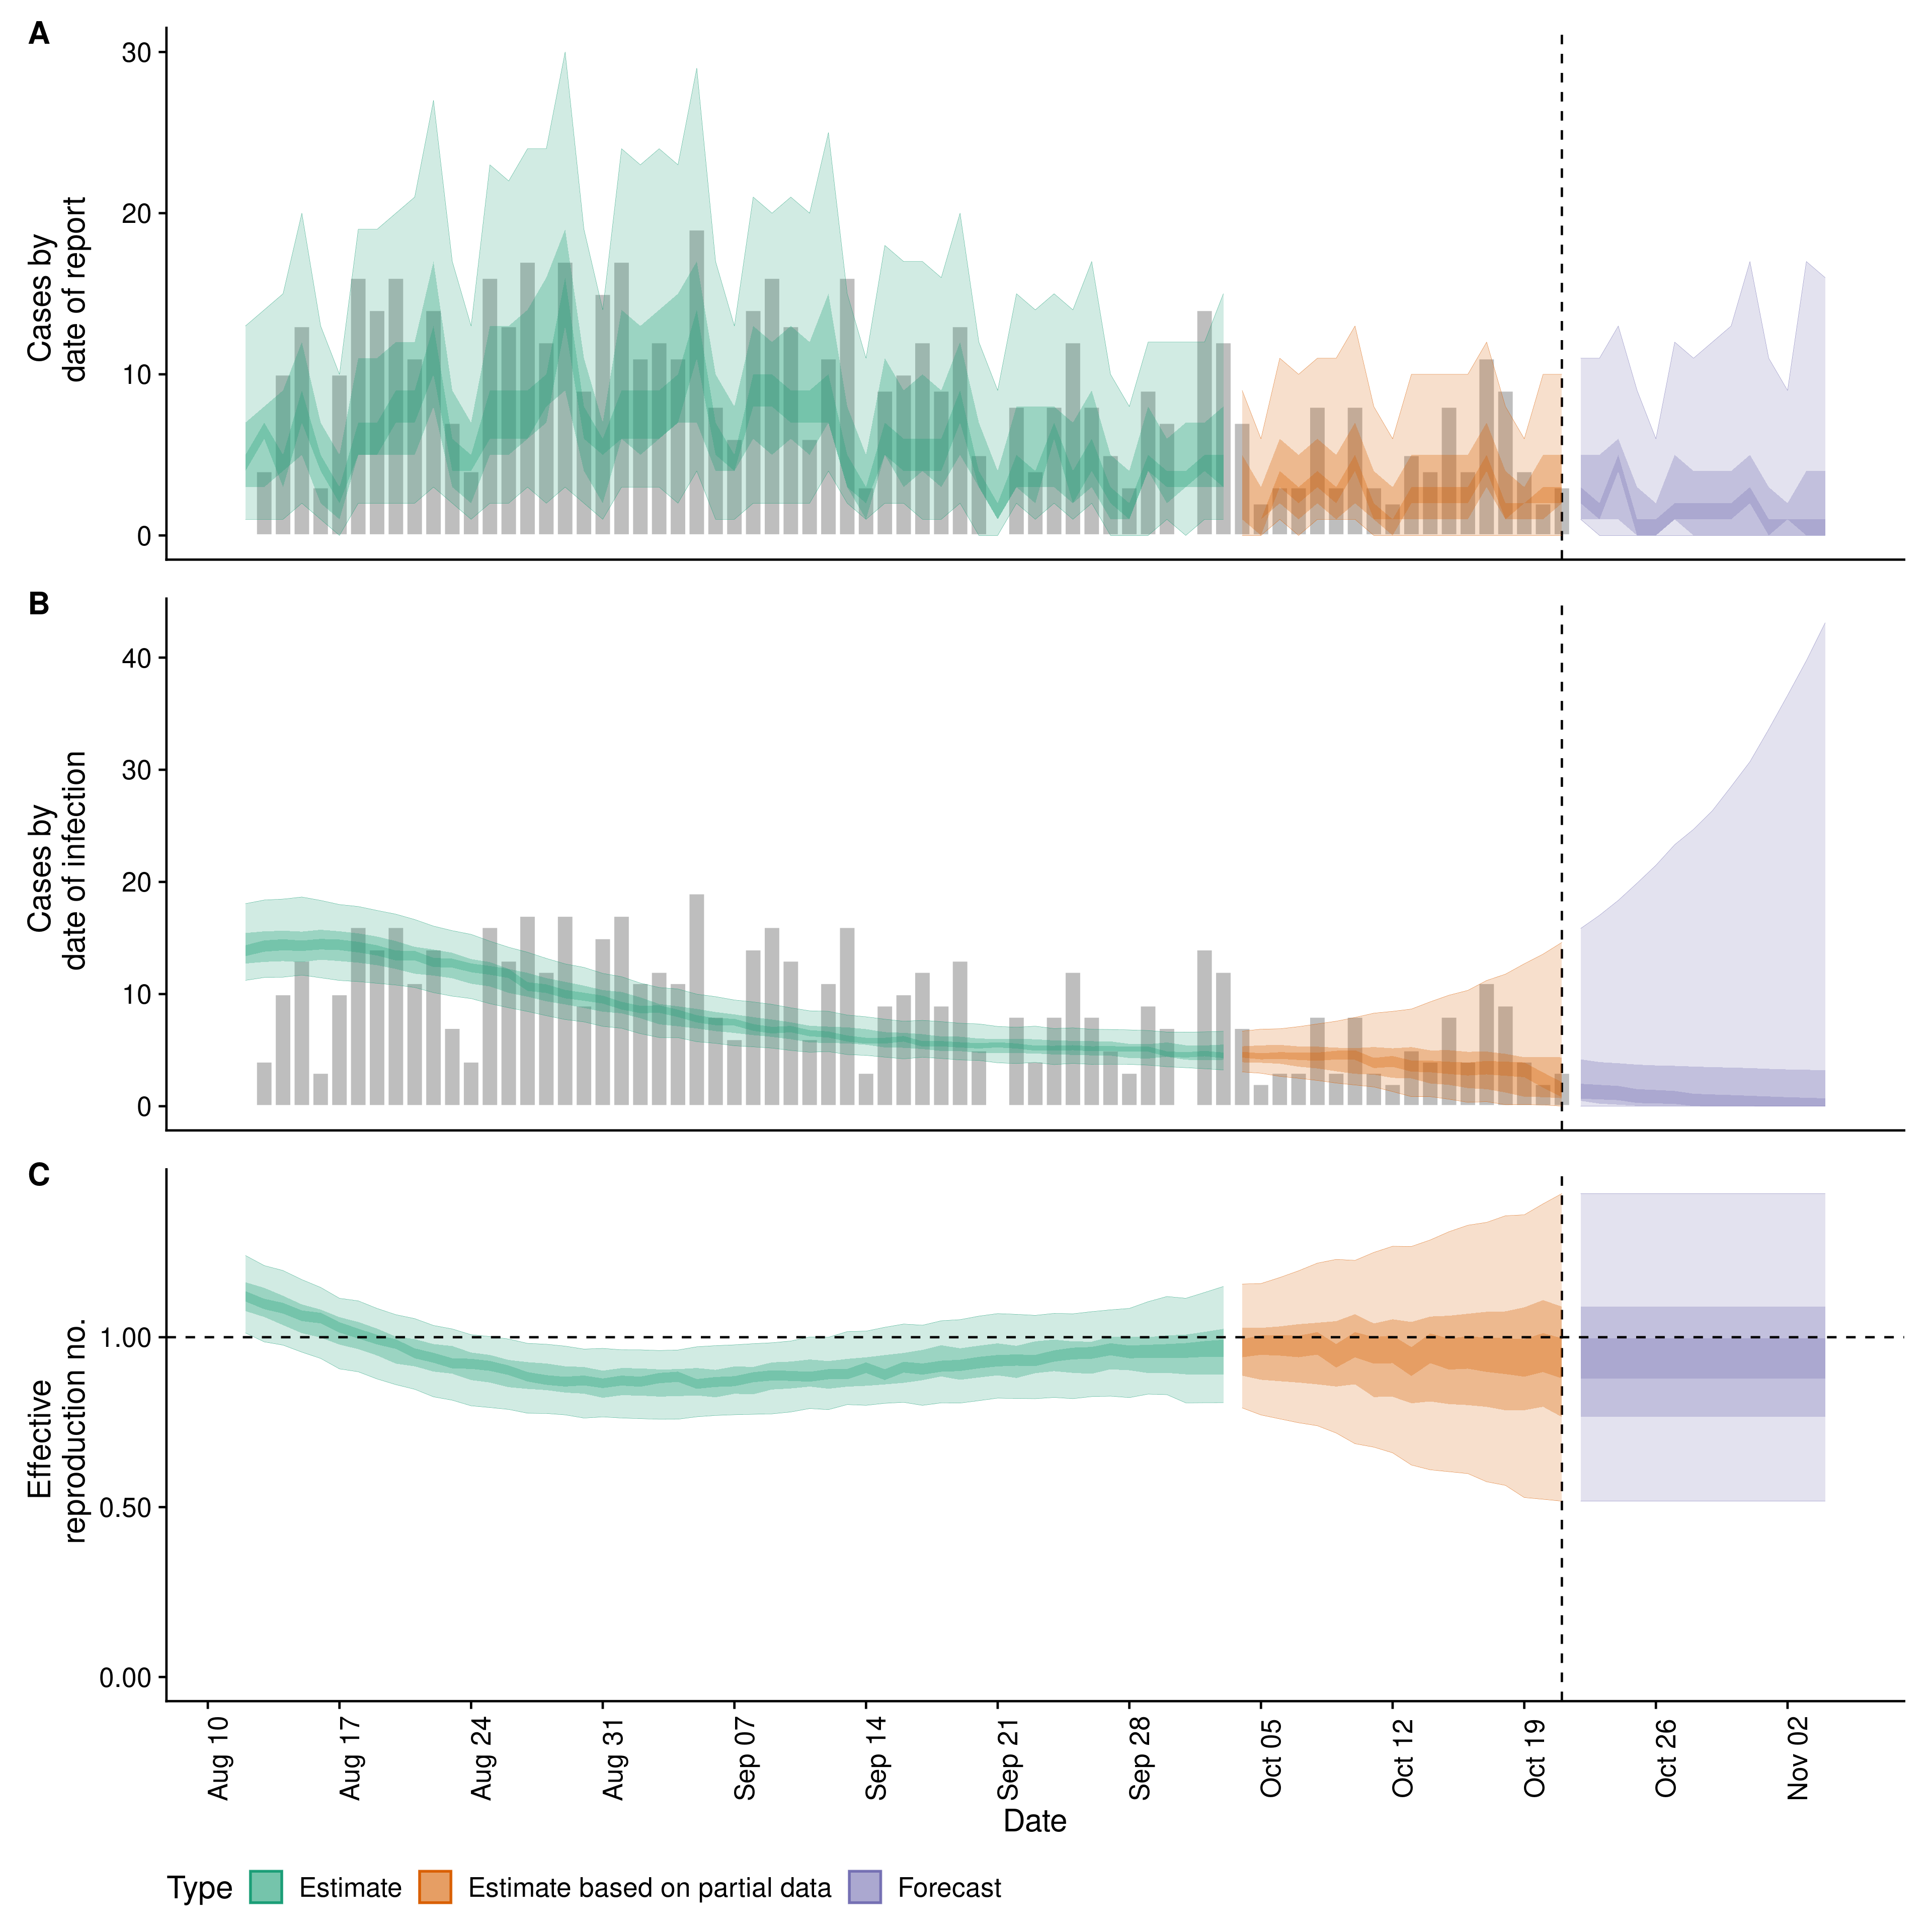 A
30
20
10
0
Cases by
date of report
B
40
30
20
10
0
Cases by
date of infection
C
1.00
0.50
0.00
Effective
reproduction no.
Aug 10
Aug 17
Aug 24
Aug 31
Sep 07
Sep 14
Sep 21
Sep 28
Oct 05
Oct 12
Oct 19
Oct 26
Nov 02
Date
Type Estimate Estimate based on partial data Forecast